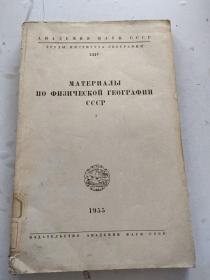 АКАДЕМИЯ НАУК СССР
ТРУДЫ ИНСТИТУТА ГЕОГРАФИИ
МАТЕРИАЛЫ
ПО ФИЗИЧЕСКОЙ ГЕОГРАФИИ
СССР
1955
ИЗДАТЕЛЬСТВО АКАДЕМИИ НАУК СССР